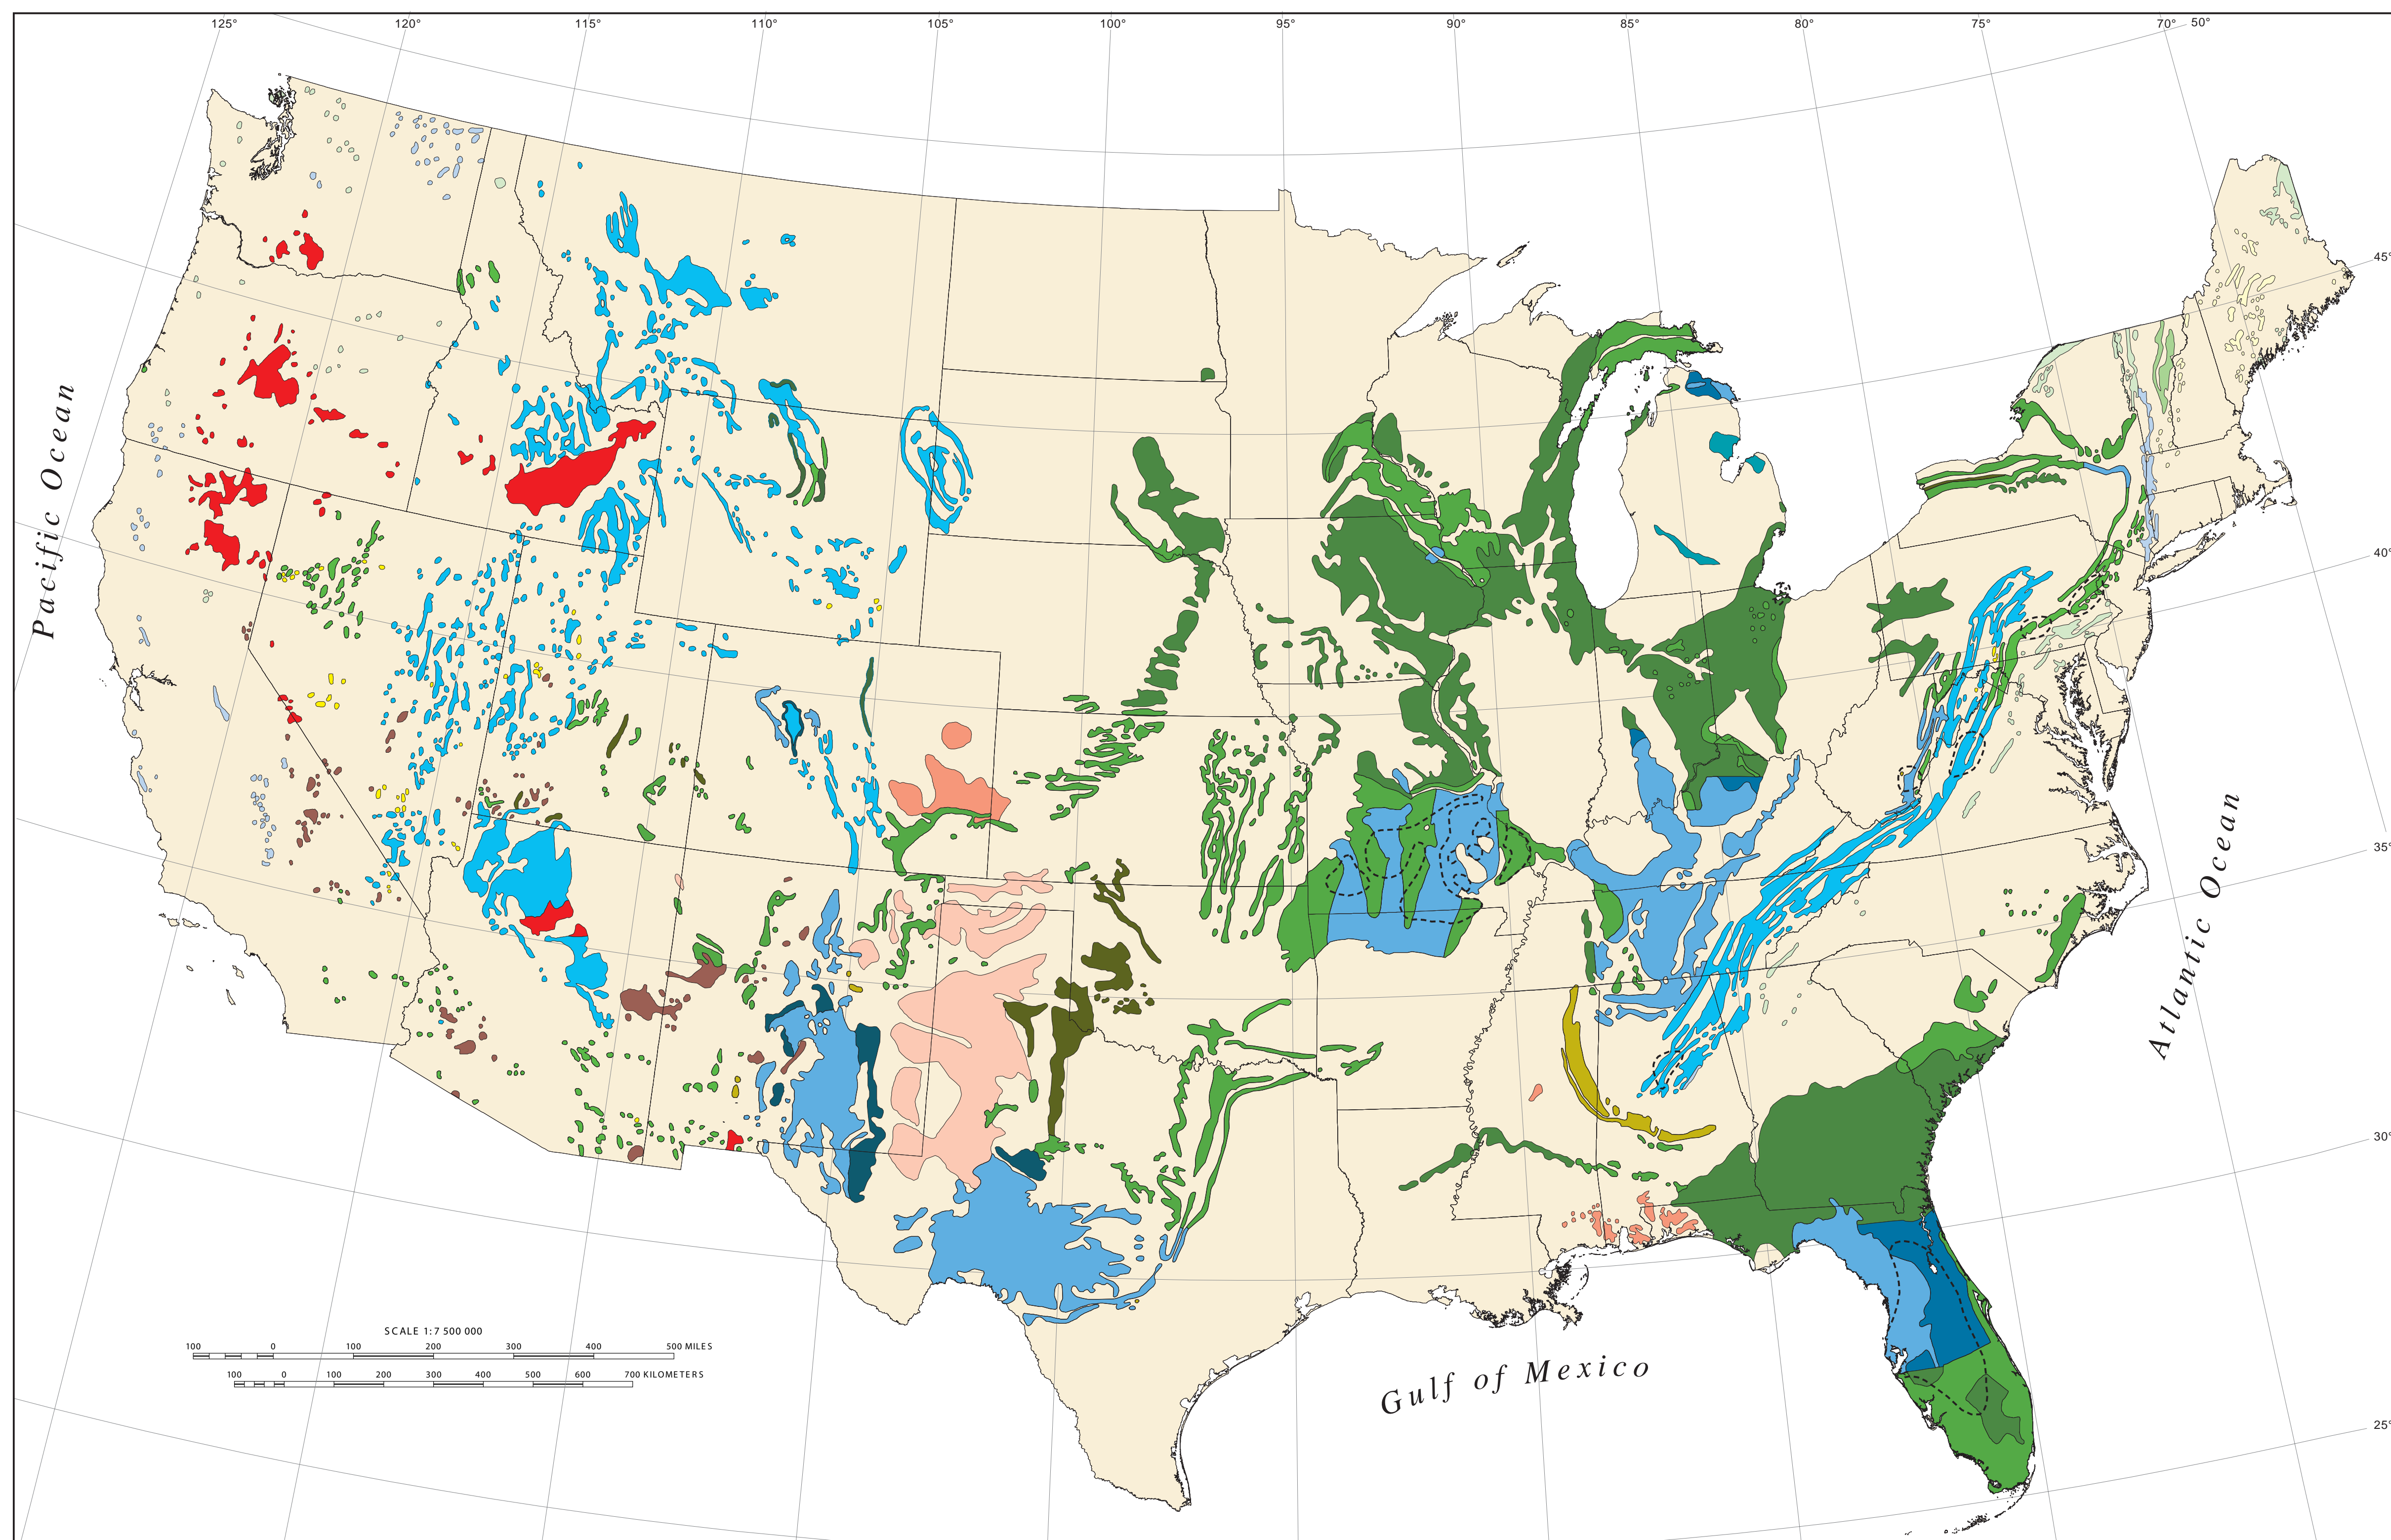 125° 120° 115° 110° 105° 100° 95° 90° 85° 80° 75° 70° 50°
45°
Pacific Ocean
40°
35°
Atlantic Ocean
30°
SCALE 1:7 500 000
100 0 100 200 300 400 500 MILES
100 0 100 200 300 400 500 600 700 KILOMETERS
Gulf of Mexico
25°